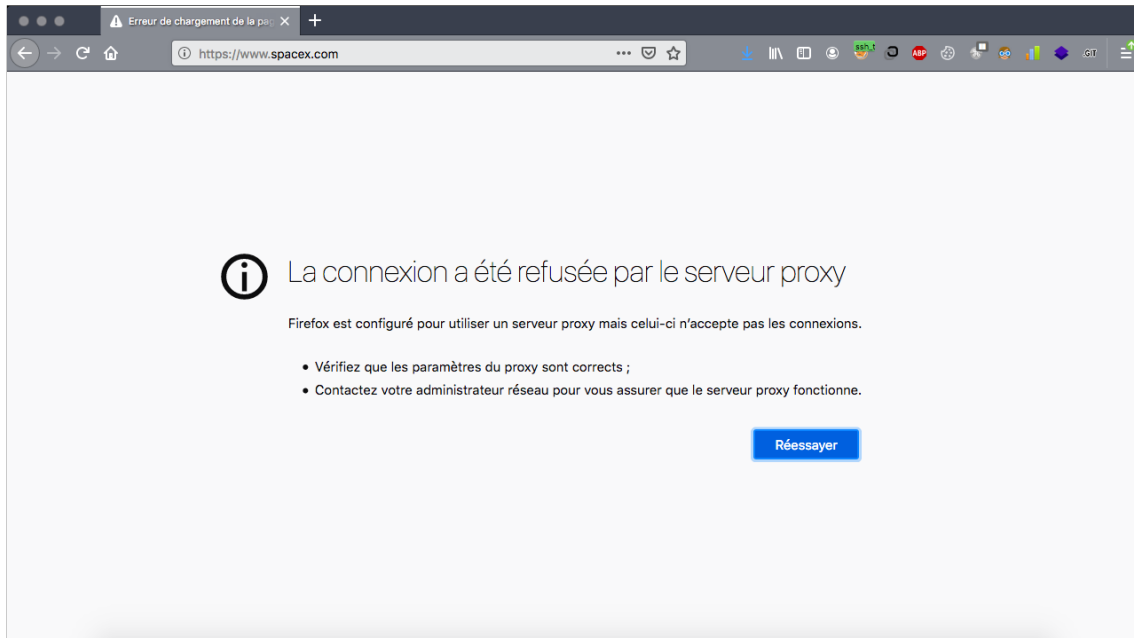 Erreur de chargement de la pag
https://www.spacex.com
ssh_t
ABP
.GIT
La connexion a été refusée par le serveur proxy
Firefox est configuré pour utiliser un serveur proxy mais celui-ci n’accepte pas les connexions.
• Vérifiez que les paramètres du proxy sont corrects ;
• Contactez votre administrateur réseau pour vous assurer que le serveur proxy fonctionne.
Réessayer